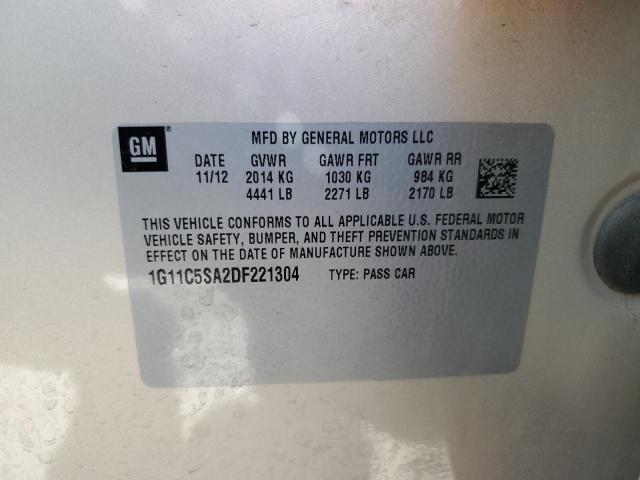 GM
MFD BY GENERAL MOTORS LLC
DATE GVWR GAWR FRT GAWR RR
11/12 2014 KG 1030 KG 984 KG
4441 LB 2271 LB 2170 LB
THIS VEHICLE CONFORMS TO ALL APPLICABLE U.S. FEDERAL MOTOR
VEHICLE SAFETY, BUMPER, AND THEFT PREVENTION STANDARDS IN
EFFECT ON THE DATE OF MANUFACTURE SHOWN ABOVE.
1G11C5SA2DF221304 TYPE: PASS CAR